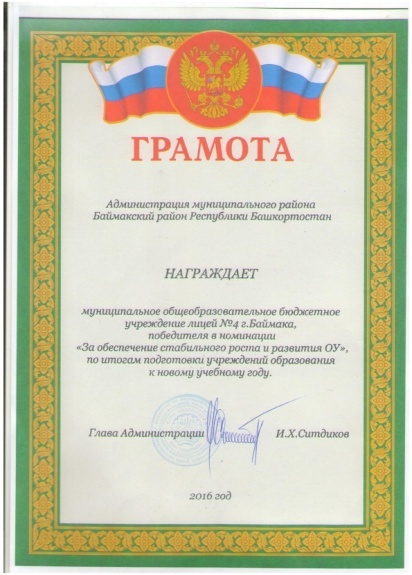 ГРАМОТА
Администрация муниципального района
Баймакский район Республики Башкортостан
НАГРАЖДАЕТ
муниципальное общеобразовательное бюджетное
учреждение лицей №4 г.Баймака,
победителя в номинации
«За обеспечение стабильного роста и развития ОУ»,
по итогам подготовки учреждений образования
к новому учебному году.
Глава Администрации И.Х.Ситдиков
2016 год